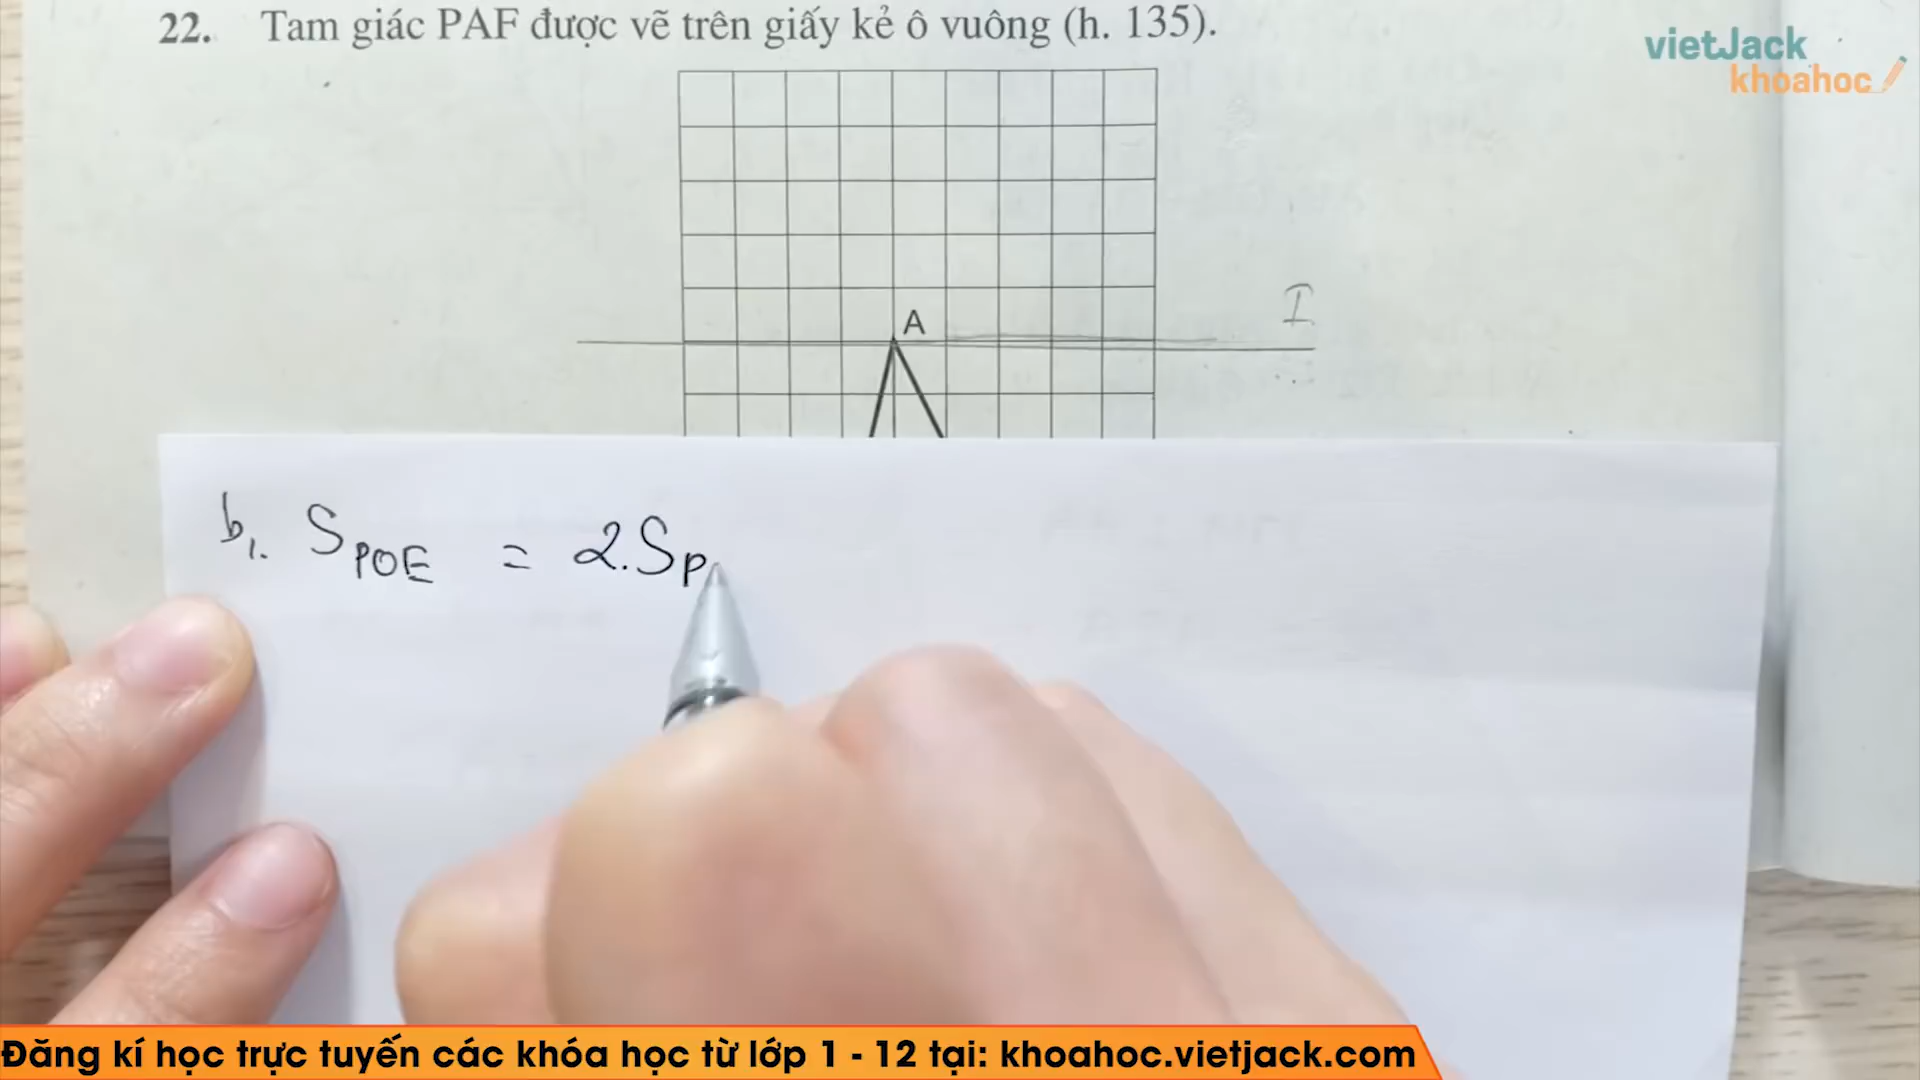 22. Tam giác PAF được vẽ trên giấy kẻ ô vuông (h. 135).
vietJack
khoahoc
A
I
b. S_POE = 2.S_P
Đăng kí học trực tuyến các khóa học từ lớp 1 - 12 tại: khoahoc.vietjack.com